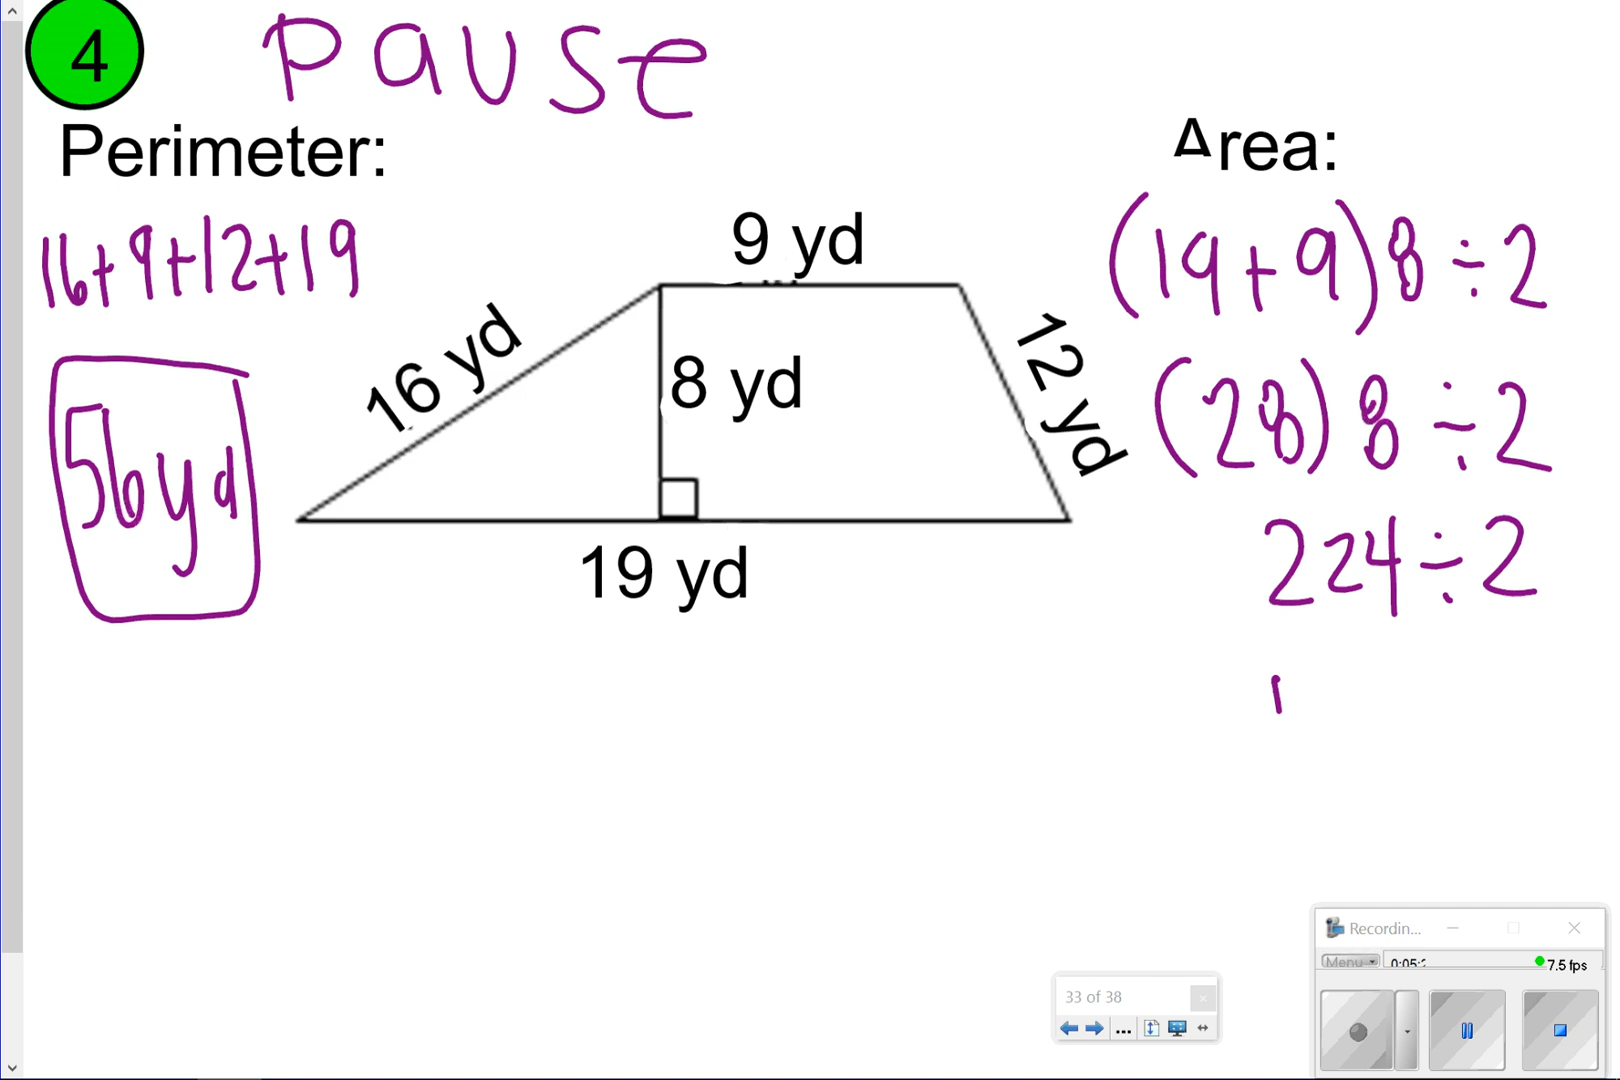 4
Pause
Perimeter:
16+9+12+19
56yd
9 yd
16 yd
8 yd
12 yd
19 yd
Area:
(19+9)8÷2
(28)8÷2
224÷2
33 of 38
...
Recordin...
Menu
7.5 fps